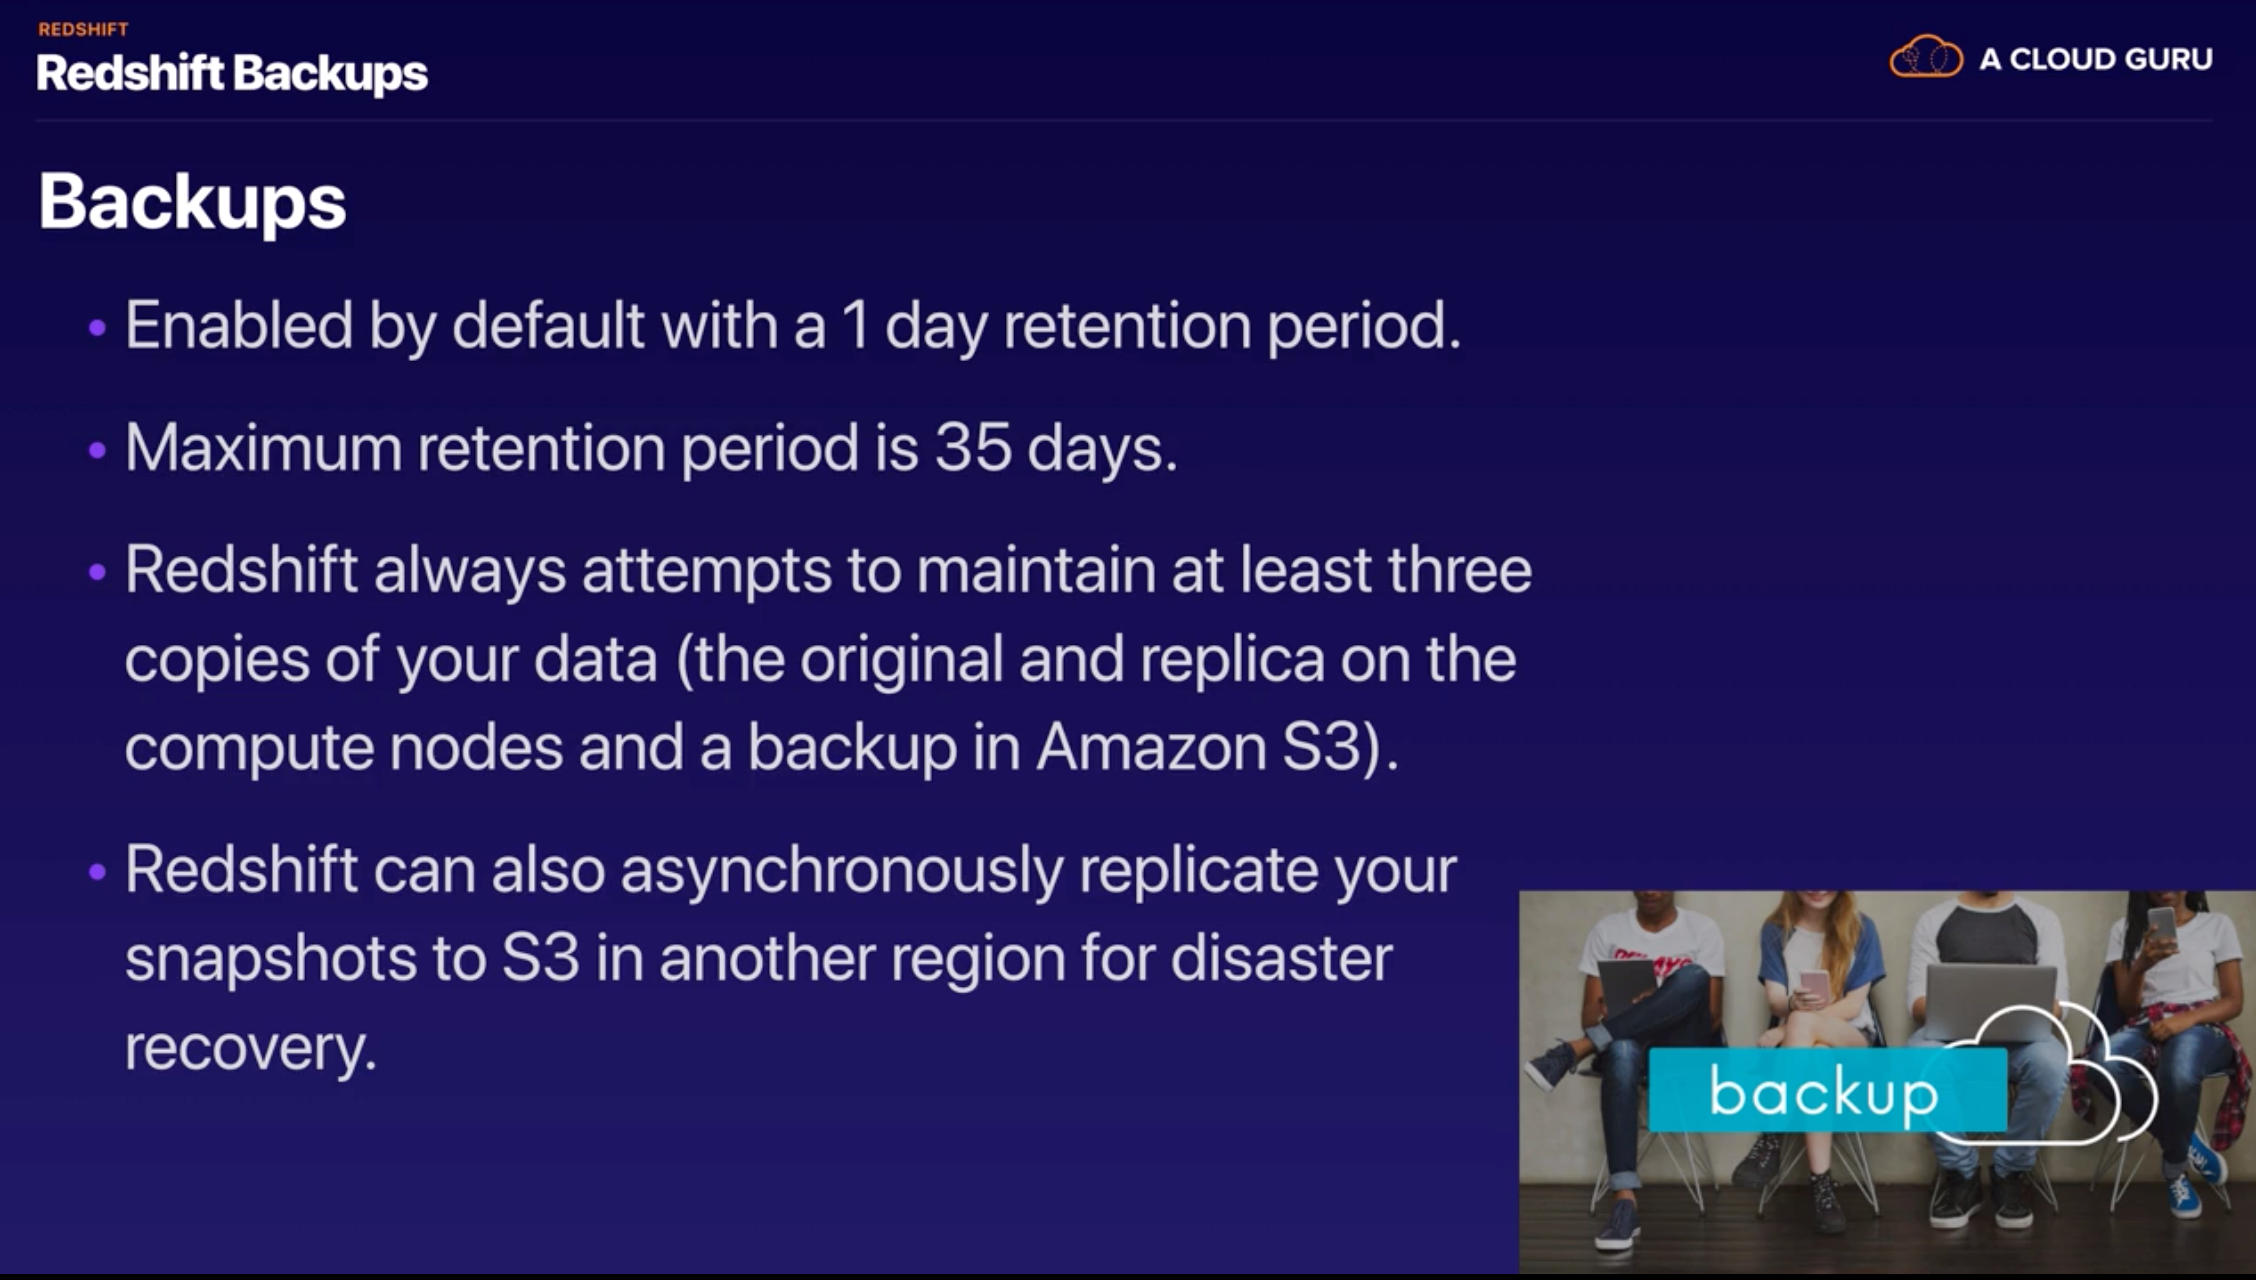 REDSHIFT
Redshift Backups
A CLOUD GURU
Backups
• Enabled by default with a 1 day retention period.
• Maximum retention period is 35 days.
• Redshift always attempts to maintain at least three
copies of your data (the original and replica on the
compute nodes and a backup in Amazon S3).
• Redshift can also asynchronously replicate your
snapshots to S3 in another region for disaster
recovery.
backup